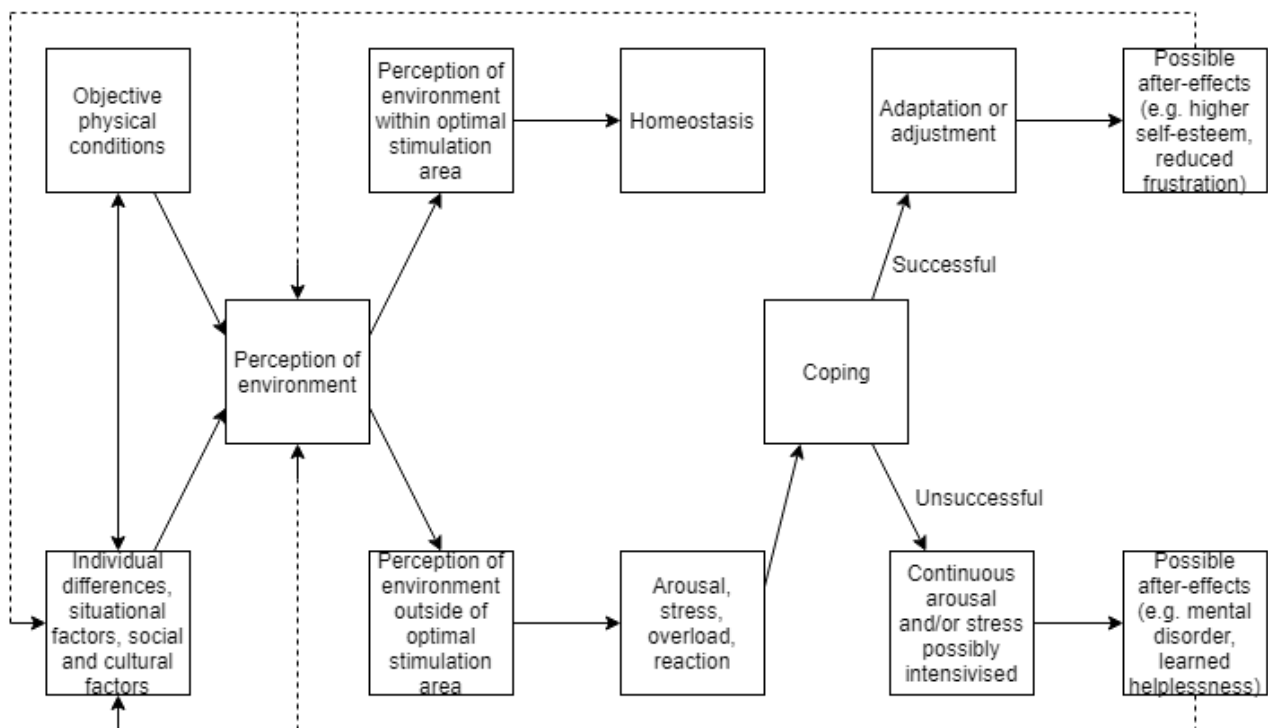 Objective
physical
conditions
Perception of
environment
within optimal
stimulation
area
Homeostasis
Adaptation or
adjustment
Possible
after-effects
(e.g. higher
self-esteem,
reduced
frustration)
Successful
Perception of
environment
Coping
Unsuccessful
Individual
differences,
situational
factors, social
and cultural
factors
Perception of
environment
outside of
optimal
stimulation
area
Arousal,
stress,
overload,
reaction
Continuous
arousal
and/or stress
possibly
intensivised
Possible
after-effects
(e.g. mental
disorder,
learned
helplessness)